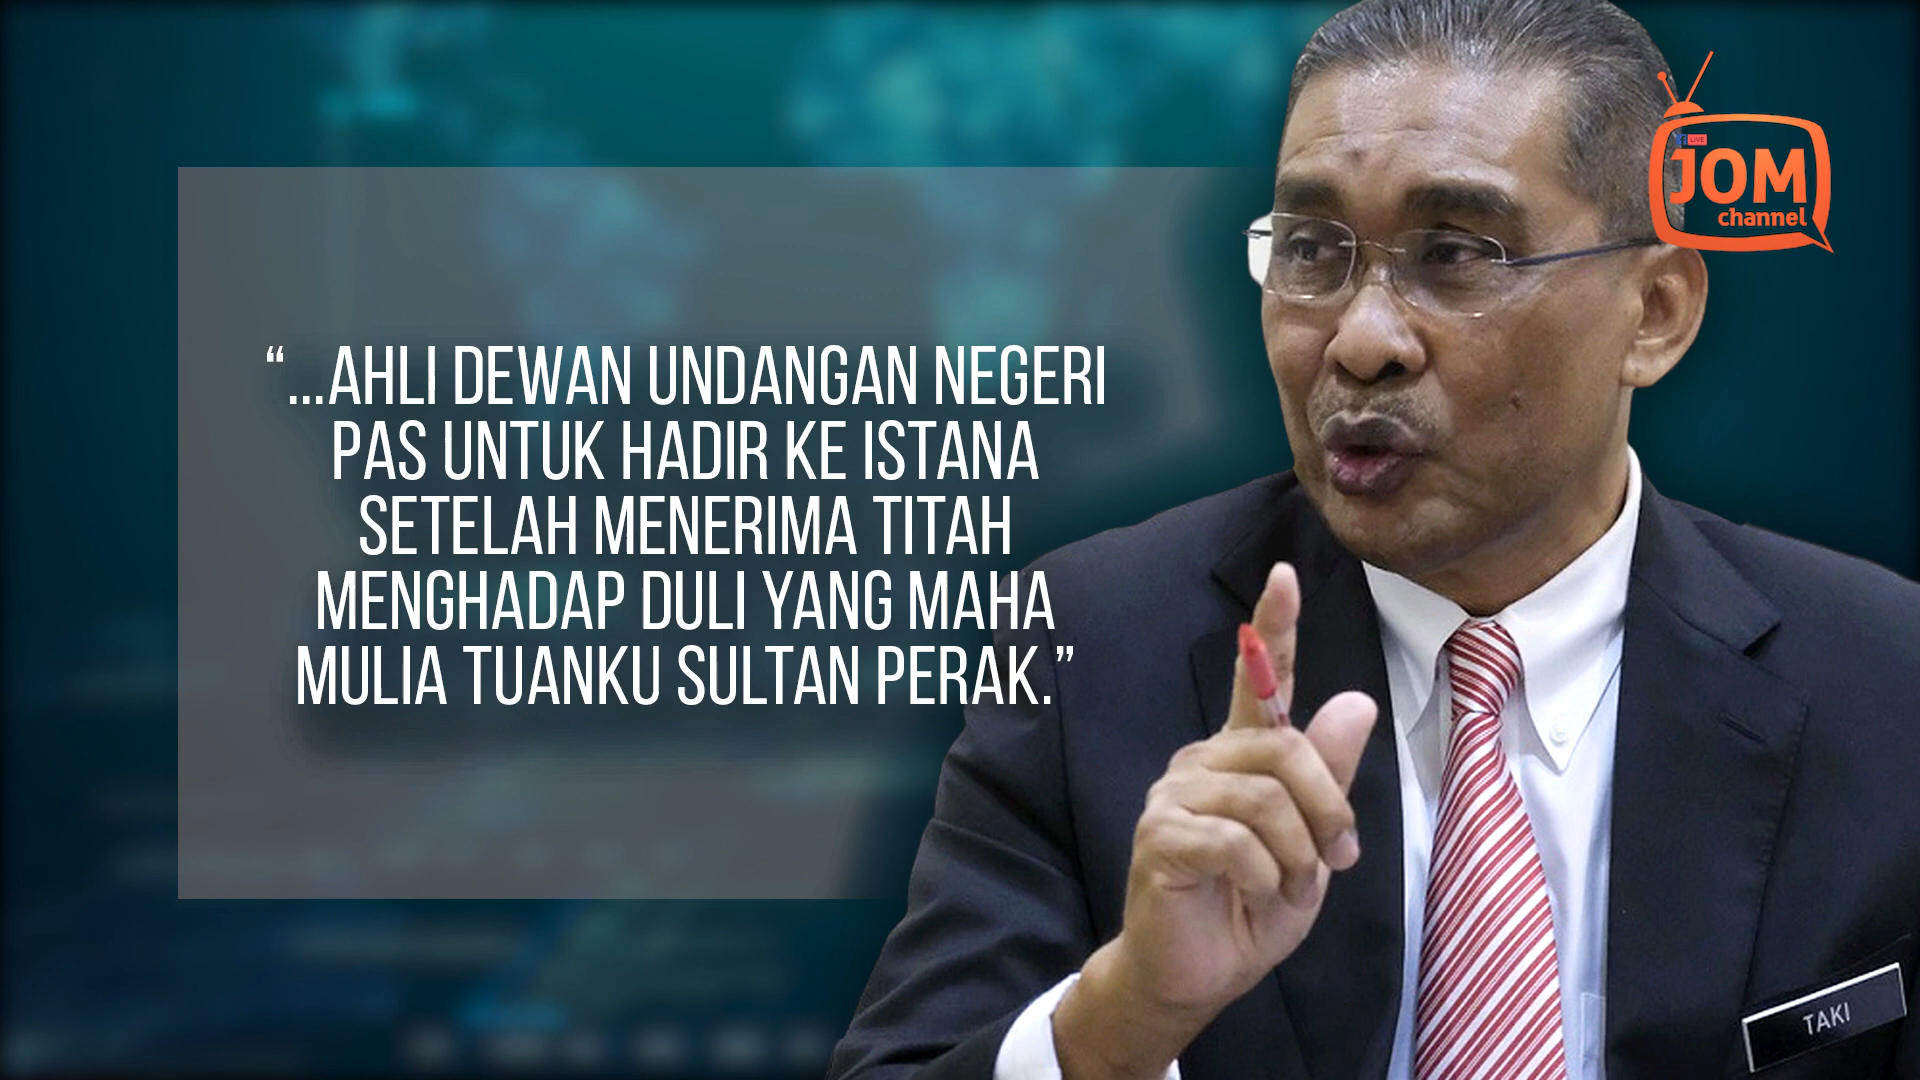 “...AHLI DEWAN UNDANGAN NEGERI
PAS UNTUK HADIR KE ISTANA
SETELAH MENERIMA TITAH
MENGHADAP DULI YANG MAHA
MULIA TUANKU SULTAN PERAK.”
LIVE
JOM
channel
TAKI